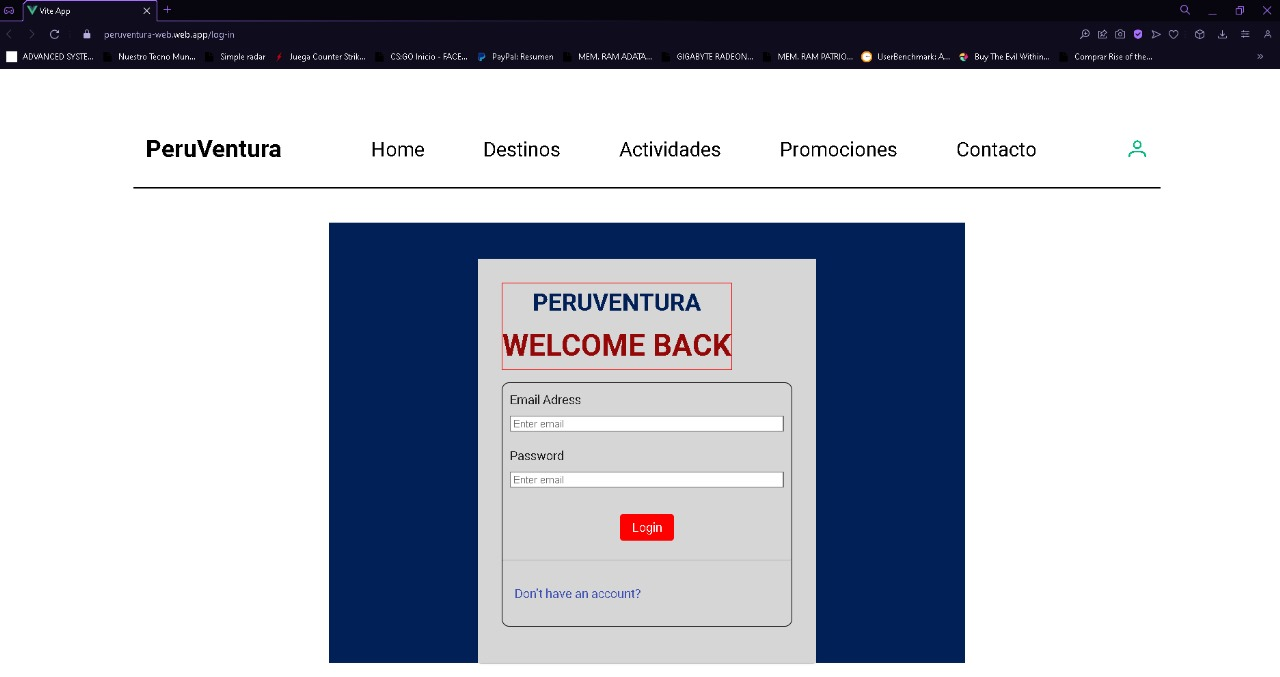 Vite App
peruventura-web.web.app/log-in
ADVANCED SYSTE... Nuestro Tecno Mun... Simple radar Juega Counter Strik... CS:GO Inicio - FACE... PayPal: Resumen MEM. RAM ADATA... GIGABYTE RADEON... MEM. RAM PATRIO... UserBenchmark: A... Buy The Evil Within... Comprar Rise of the... »
PeruVentura Home Destinos Actividades Promociones Contacto
PERUVENTURA
WELCOME BACK
Email Adress
Enter email
Password
Enter email
Login
Don't have an account?